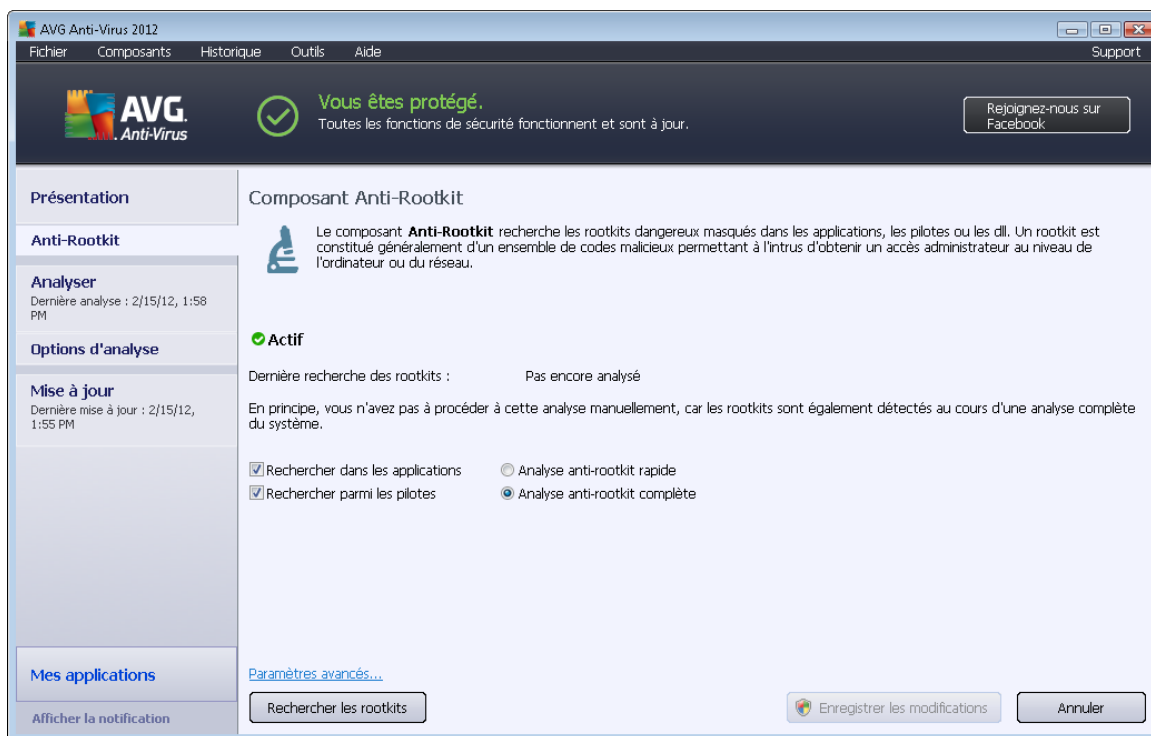 AVG Anti-Virus 2012
Fichier Composants Historique Outils Aide Support
AVG.
Anti-Virus
Vous êtes protégé.
Toutes les fonctions de sécurité fonctionnent et sont à jour.
Rejoignez-nous sur
Facebook
Présentation
Anti-Rootkit
Analyser
Dernière analyse : 2/15/12, 1:58
PM
Options d'analyse
Mise à jour
Dernière mise à jour : 2/15/12,
1:55 PM
Mes applications
Afficher la notification
Composant Anti-Rootkit
Le composant Anti-Rootkit recherche les rootkits dangereux masqués dans les applications, les pilotes ou les dll. Un rootkit est
constitué généralement d'un ensemble de codes malicieux permettant à l'intrus d'obtenir un accès administrateur au niveau de
l'ordinateur ou du réseau.
Actif
Dernière recherche des rootkits : Pas encore analysé
En principe, vous n'avez pas à procéder à cette analyse manuellement, car les rootkits sont également détectés au cours d'une analyse complète
du système.
Rechercher dans les applications Analyse anti-rootkit rapide
Rechercher parmi les pilotes Analyse anti-rootkit complète
Paramètres avancés...
Rechercher les rootkits Enregistrer les modifications Annuler